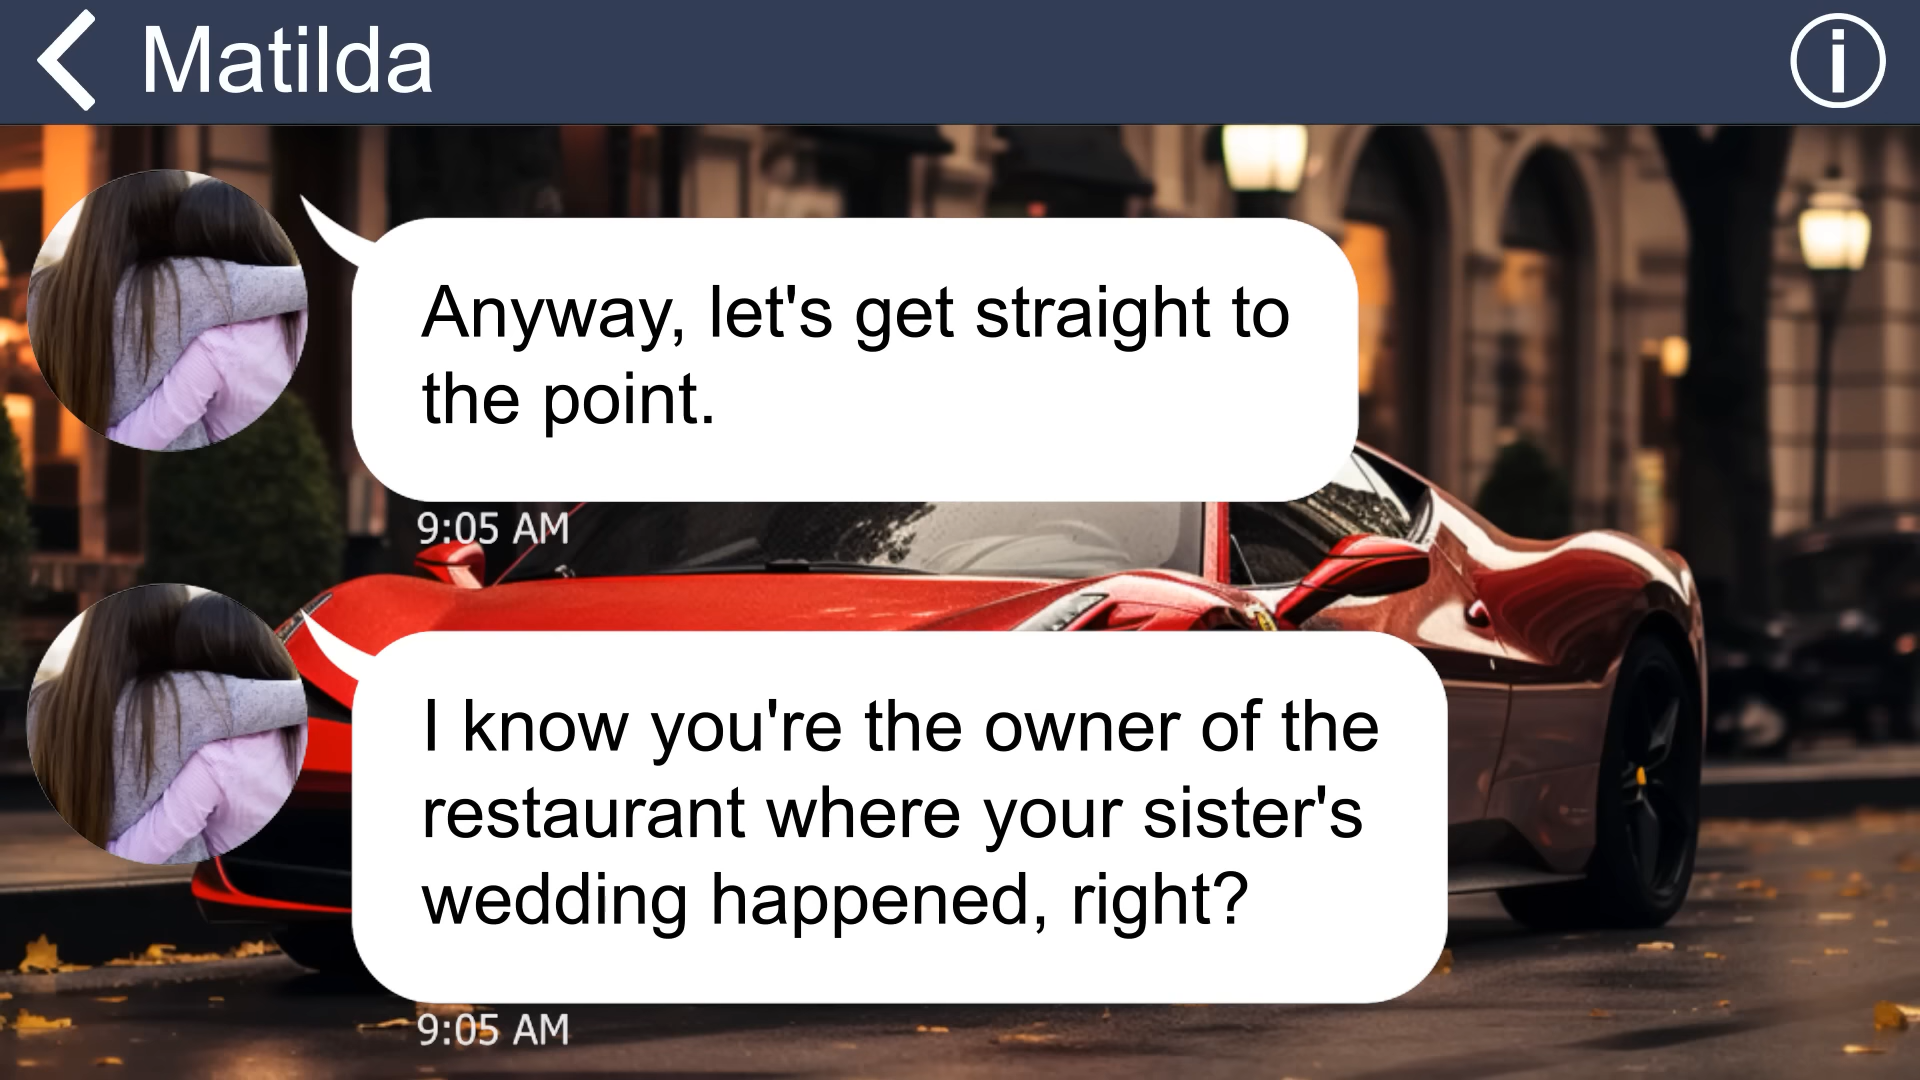 Matilda
Anyway, let's get straight to
the point.
9:05 AM
I know you're the owner of the
restaurant where your sister's
wedding happened, right?
9:05 AM